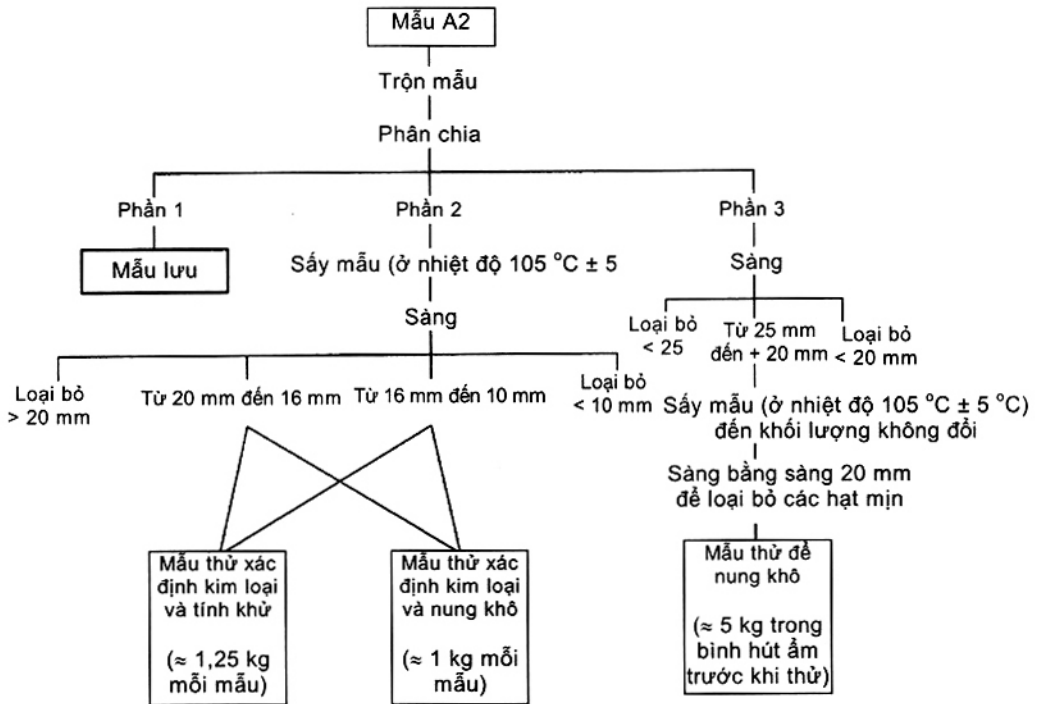 Mẫu A2
Trộn mẫu
Phân chia
Phần 1
Phần 2
Phần 3
Mẫu lưu
Sấy mẫu (ở nhiệt độ 105 °C ± 5
Sàng
Sàng
Loại bỏ
< 25
Từ 25 mm
đến + 20 mm
Loại bỏ
< 20 mm
Loại bỏ
> 20 mm
Từ 20 mm đến 16 mm
Từ 16 mm đến 10 mm
Loại bỏ
< 10 mm
Sấy mẫu (ở nhiệt độ 105 °C ± 5 °C)
đến khối lượng không đổi
Sàng bằng sàng 20 mm
để loại bỏ các hạt mịn
Mẫu thử xác
định kim loại
và tính khử
(≈ 1,25 kg
mỗi mẫu)
Mẫu thử xác
định kim loại
và nung khô
(≈ 1 kg mỗi
mẫu)
Mẫu thử để
nung khô
(≈ 5 kg trong
bình hút ẩm
trước khi thử)